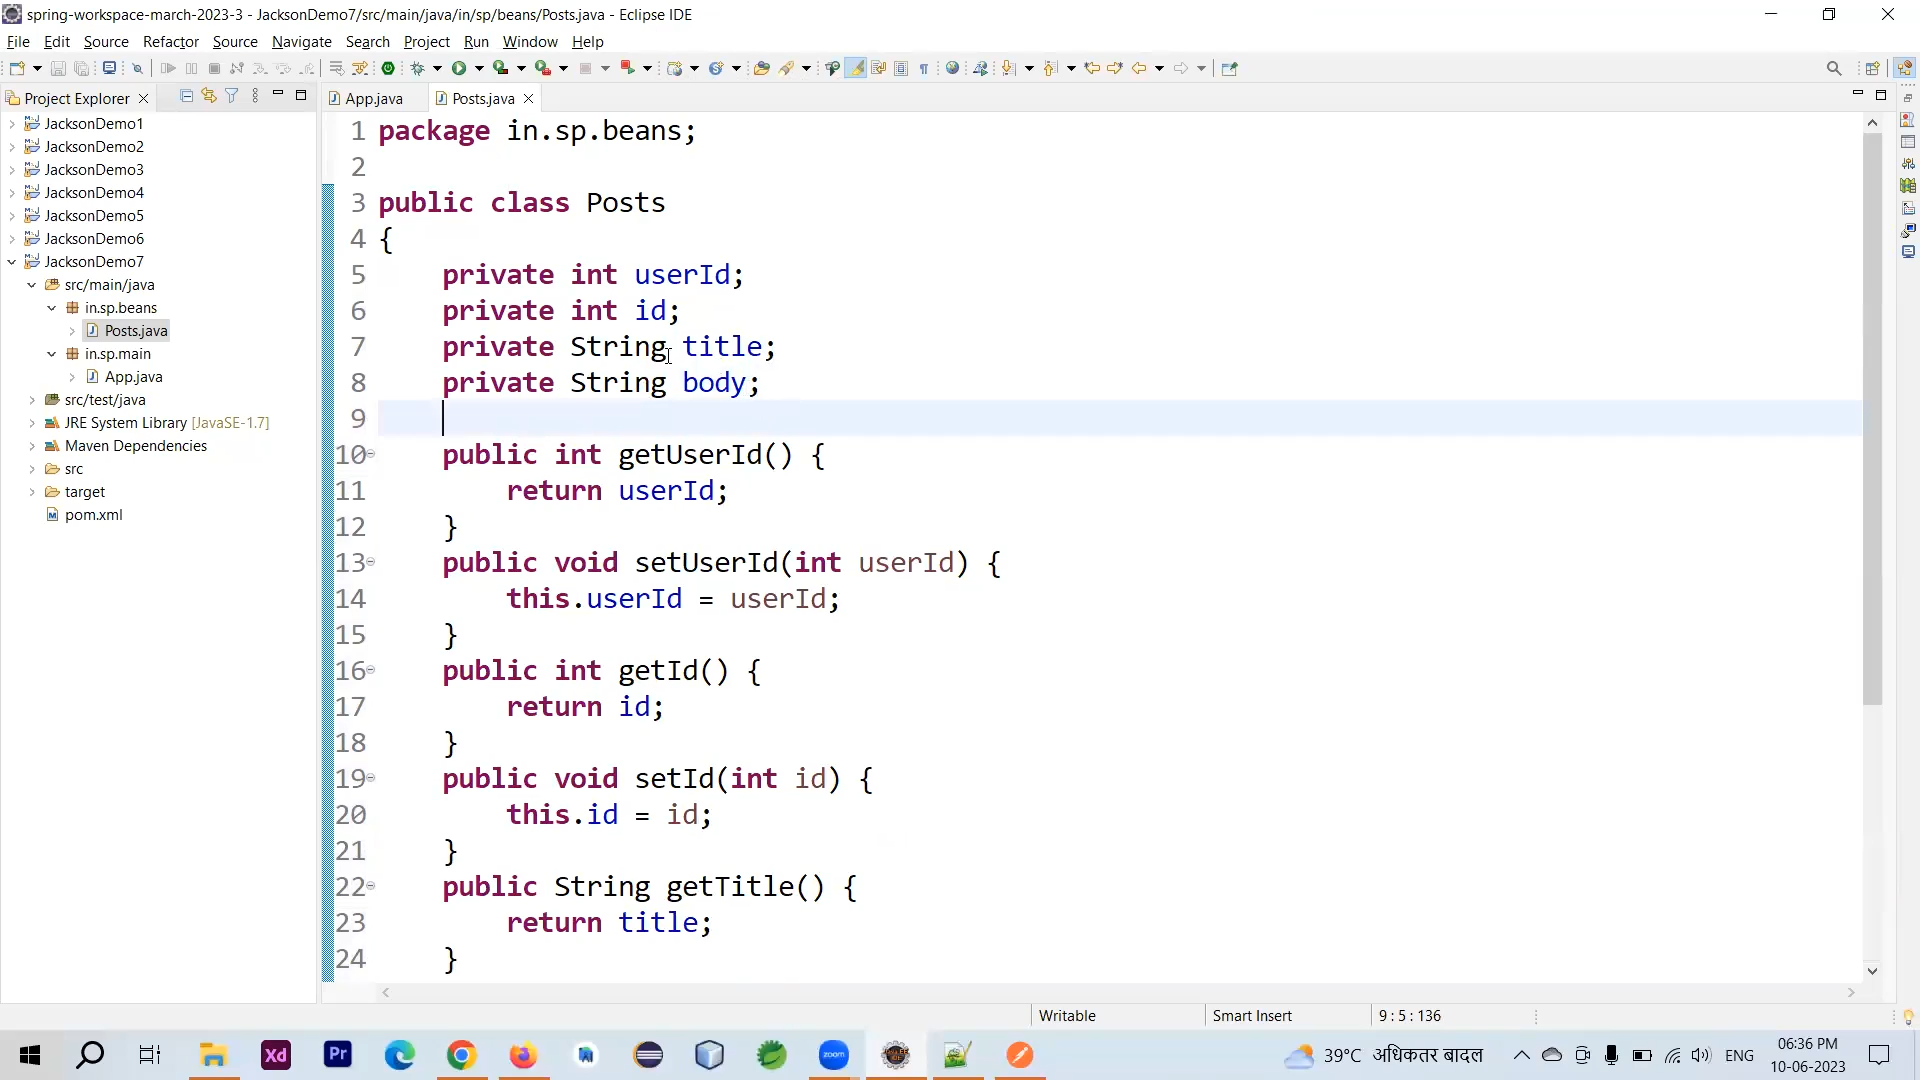 spring-workspace-march-2023-3 - JacksonDemo7/src/main/java/in/sp/beans/Posts.java - Eclipse IDE
File Edit Source Refactor Source Navigate Search Project Run Window Help
Project Explorer
App.java Posts.java
JacksonDemo1
JacksonDemo2
JacksonDemo3
JacksonDemo4
JacksonDemo5
JacksonDemo6
JacksonDemo7
src/main/java
in.sp.beans
Posts.java
in.sp.main
App.java
src/test/java
JRE System Library [JavaSE-1.7]
Maven Dependencies
src
target
pom.xml
1 package in.sp.beans;
2
3 public class Posts
4 {
5 private int userId;
6 private int id;
7 private String title;
8 private String body;
9
10 public int getUserId() {
11 return userId;
12 }
13 public void setUserId(int userId) {
14 this.userId = userId;
15 }
16 public int getId() {
17 return id;
18 }
19 public void setId(int id) {
20 this.id = id;
21 }
22 public String getTitle() {
23 return title;
24 }
Writable Smart Insert 9 : 5 : 136
Xd Pr zoom 39°C अधिकतर बादल ENG 06:36 PM
10-06-2023